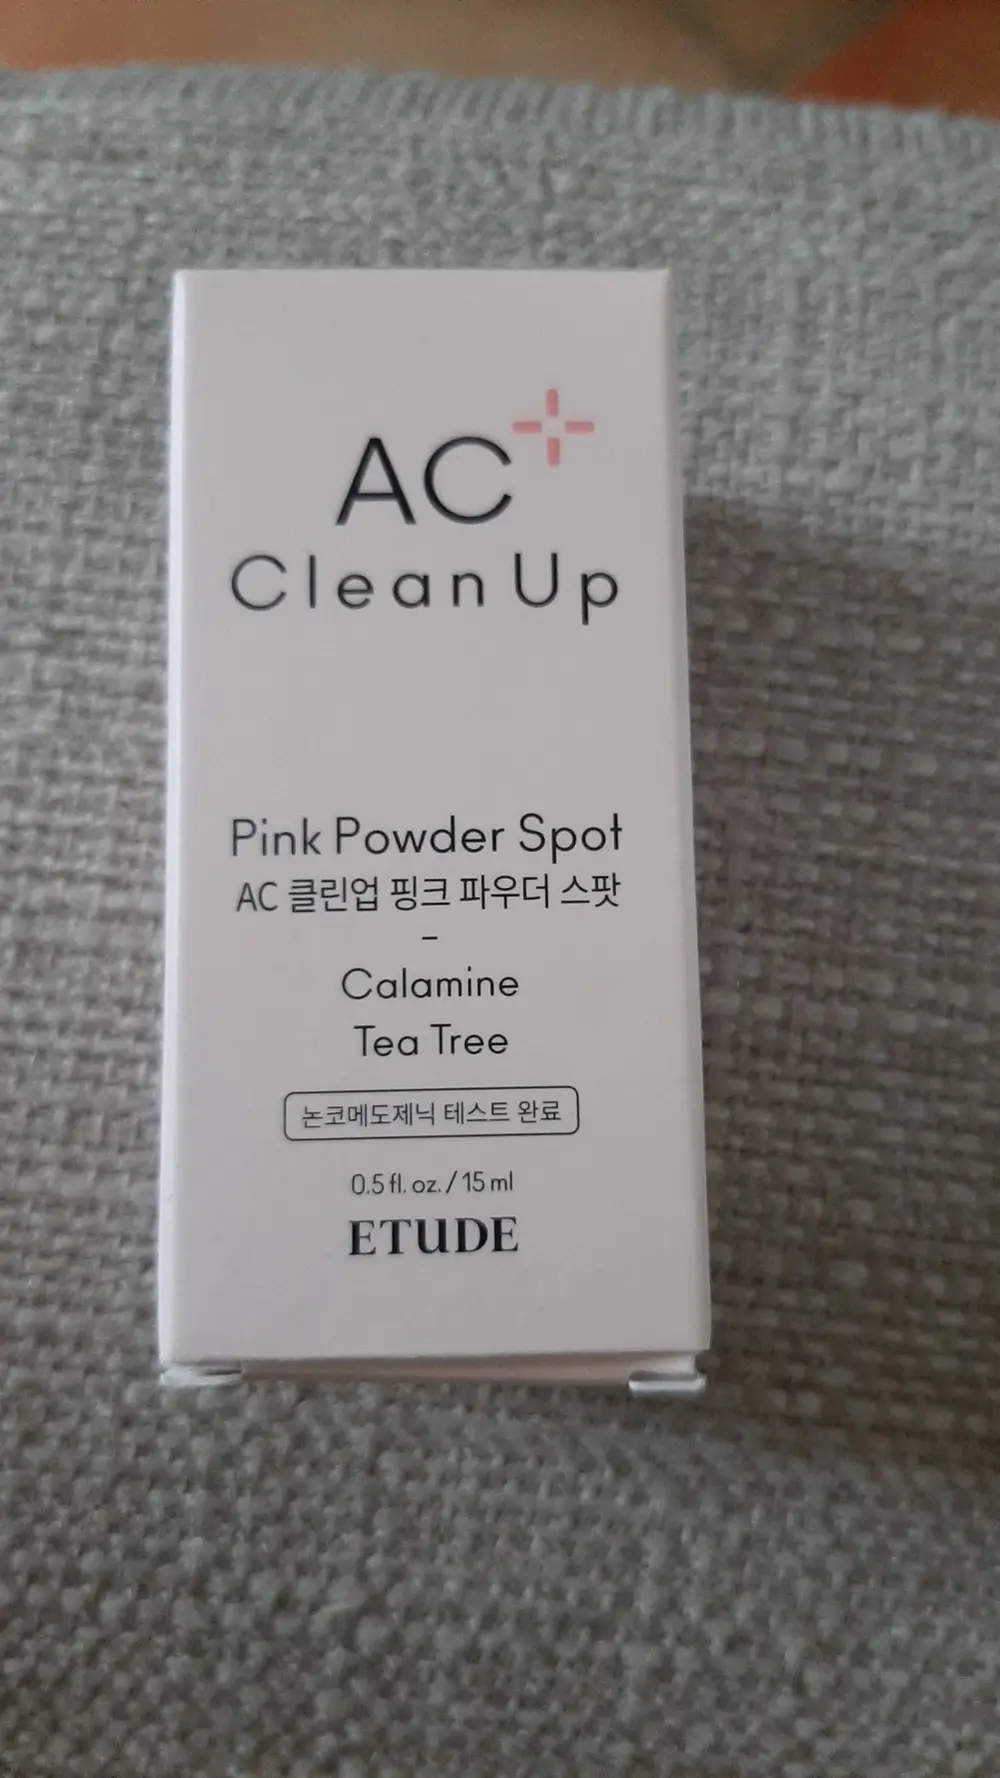 AC
Clean Up
Pink Powder Spot
AC 클린업 핑크 파우더 스팟
-
Calamine
Tea Tree
논코메도제닉 테스트 완료
0.5 fl. oz. / 15 ml
ETUDE